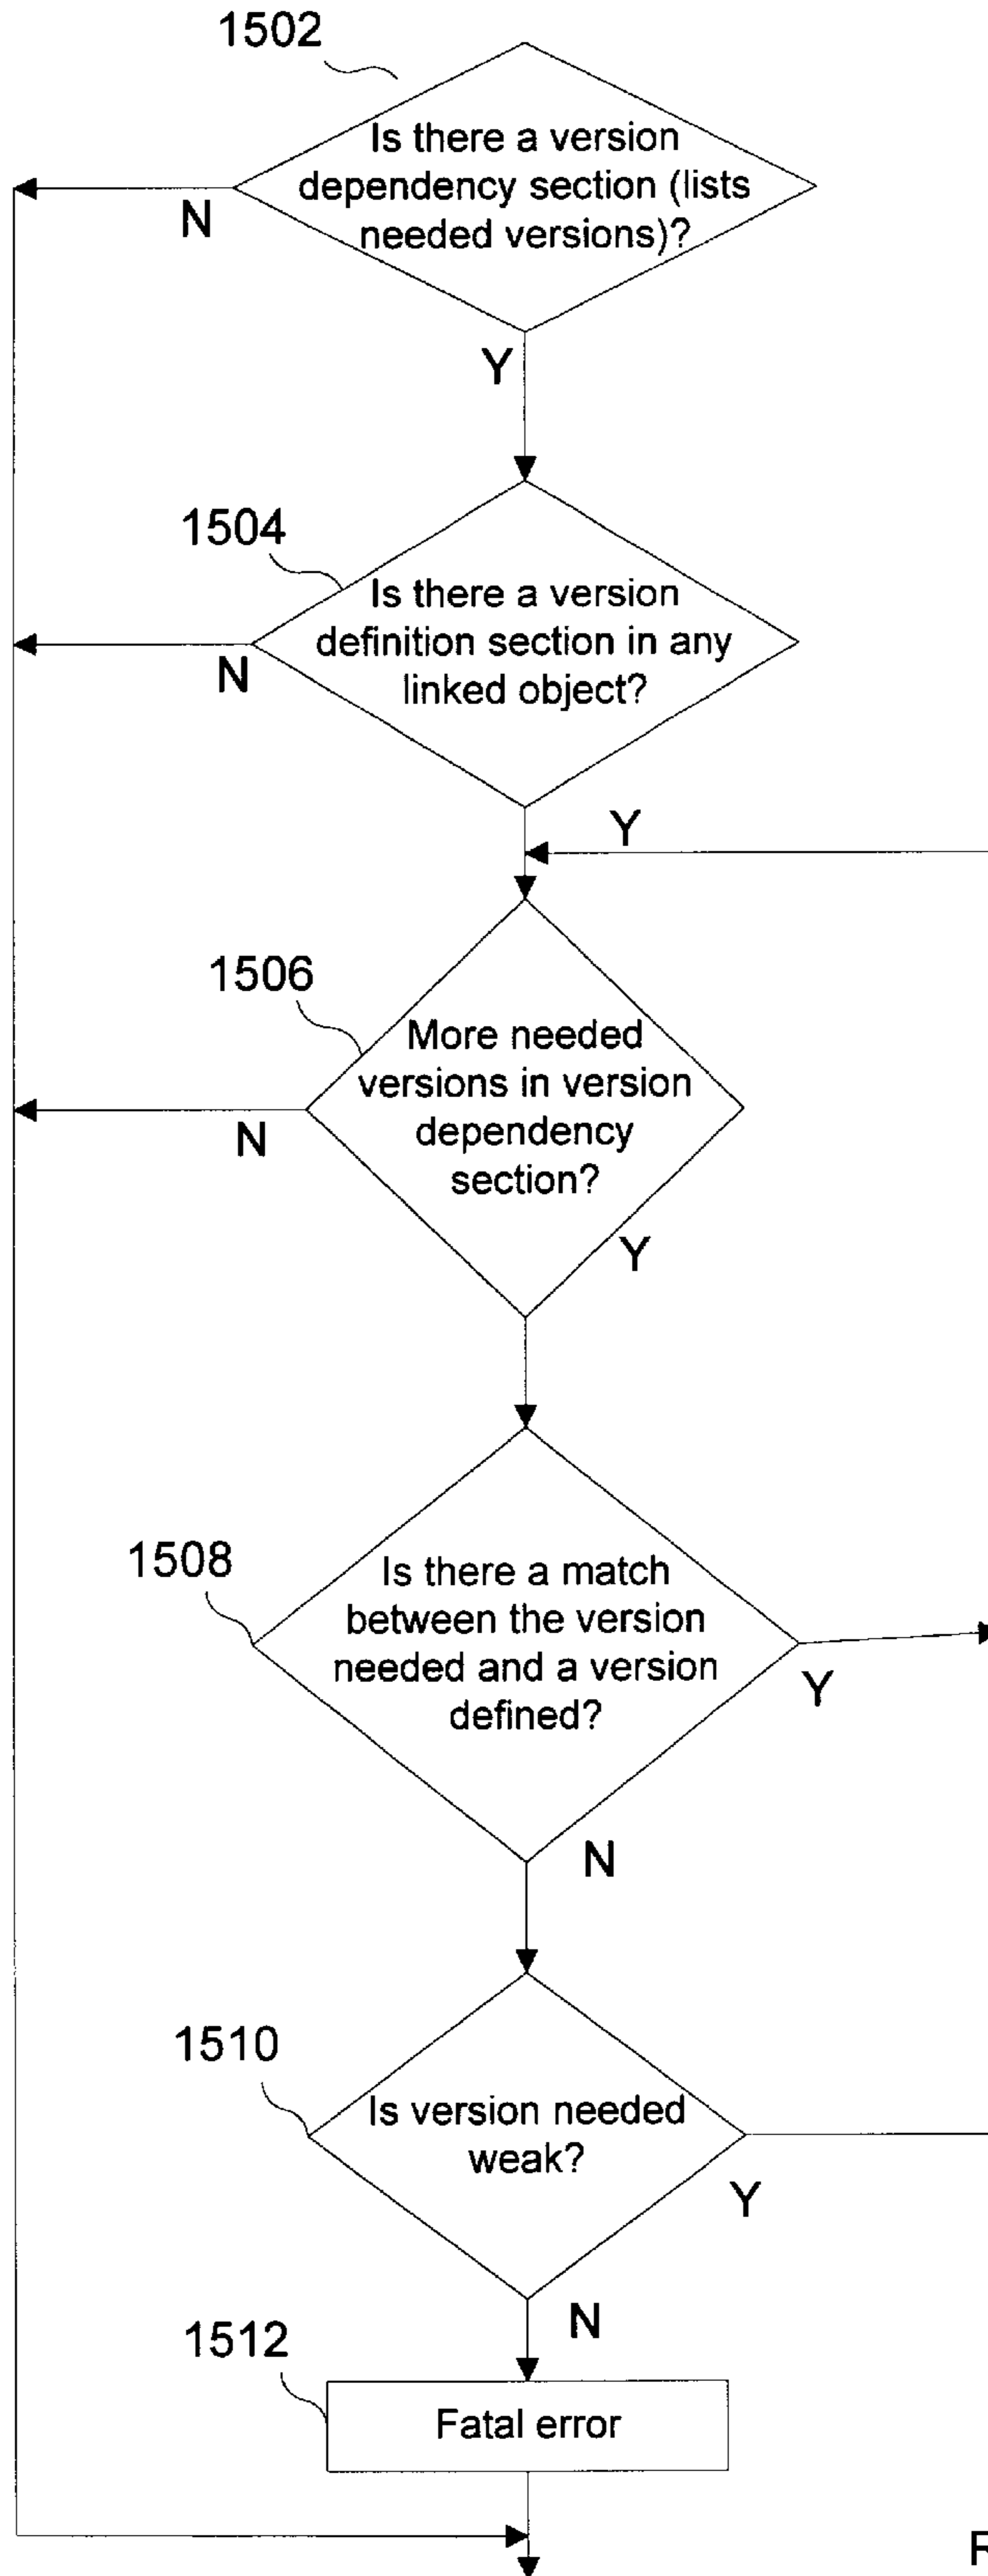 1502
Is there a version
dependency section (lists
needed versions)?
N
Y
1504
Is there a version
definition section in any
linked object?
N
Y
1506
More needed
versions in version
dependency
section?
N
Y
1508
Is there a match
between the version
needed and a version
defined?
Y
N
1510
Is version needed
weak?
Y
N
1512
Fatal error
R